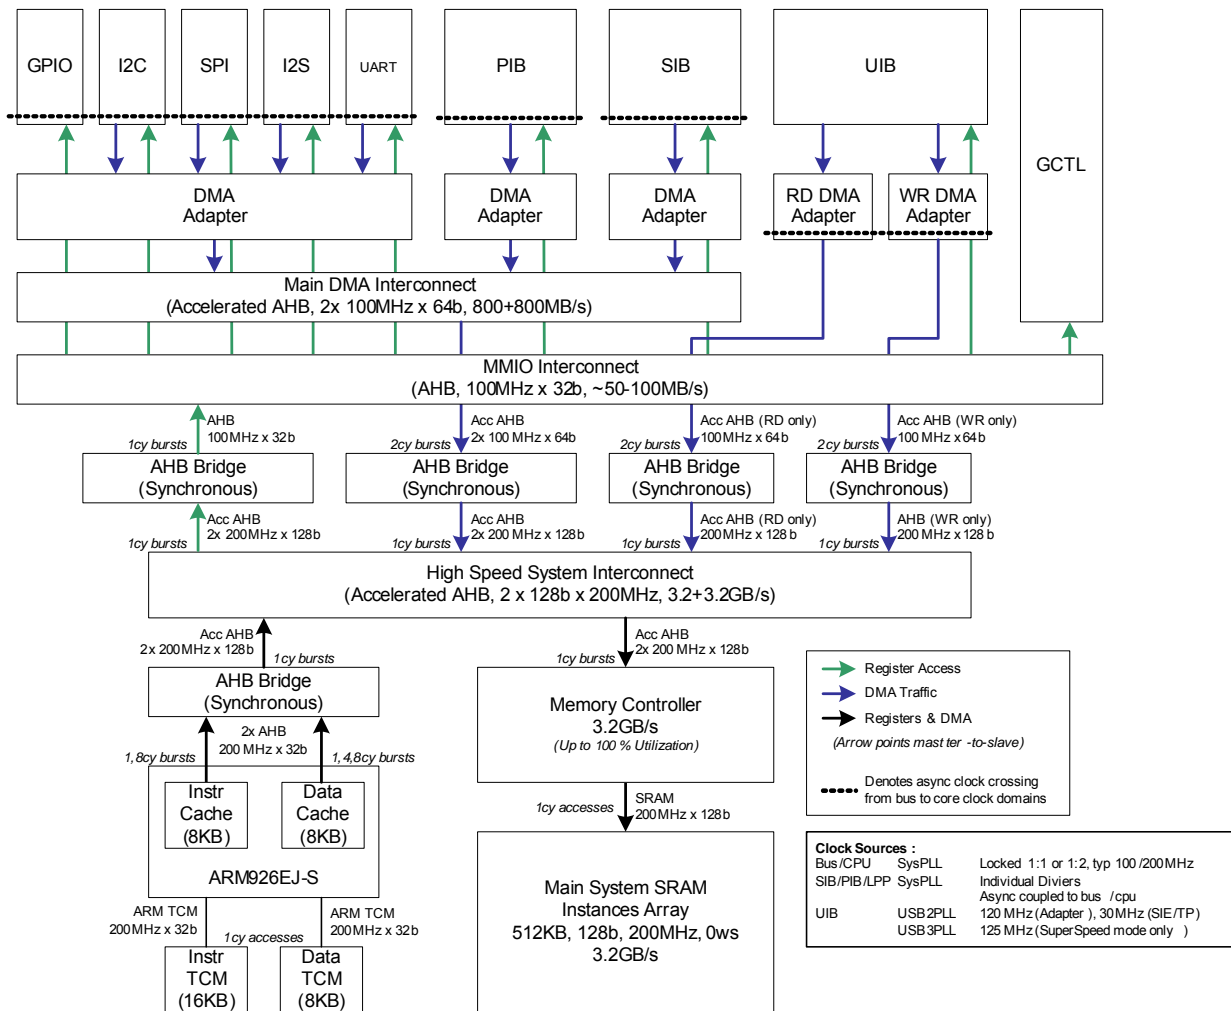 GPIO
I2C
SPI
I2S
UART
PIB
SIB
UIB
GCTL
DMA
Adapter
DMA
Adapter
DMA
Adapter
RD DMA
Adapter
WR DMA
Adapter
Main DMA Interconnect
(Accelerated AHB, 2x 100MHz x 64b, 800+800MB/s)
MMIO Interconnect
(AHB, 100MHz x 32b, ~50-100MB/s)
AHB
100MHz x 32b
1cy bursts
Acc AHB
2x 100 MHz x 64b
2cy bursts
Acc AHB (RD only)
100MHz x 64b
2cy bursts
Acc AHB (WR only)
100 MHz x 64b
2cy bursts
AHB Bridge
(Synchronous)
AHB Bridge
(Synchronous)
AHB Bridge
(Synchronous)
AHB Bridge
(Synchronous)
Acc AHB
2x 200MHz x 128b
1cy bursts
Acc AHB
2x 200 MHz x 128b
1cy bursts
Acc AHB (RD only)
200MHz x 128b
1cy bursts
AHB (WR only)
200 MHz x 128 b
1cy bursts
High Speed System Interconnect
(Accelerated AHB, 2 x 128b x 200MHz, 3.2+3.2GB/s)
Acc AHB
2x 200 MHz x 128b
1cy bursts
Acc AHB
2x 200 MHz x 128b
1cy bursts
AHB Bridge
(Synchronous)
2x AHB
200 MHz x 32b
1,8cy bursts
1,4,8cy bursts
Instr
Cache
(8KB)
Data
Cache
(8KB)
ARM926EJ-S
ARM TCM
200MHz x 32b
ARM TCM
200MHz x 32b
1cy accesses
Instr
TCM
(16KB)
Data
TCM
(8KB)
Memory Controller
3.2GB/s
(Up to 100 % Utilization)
SRAM
200MHz x 128b
1cy accesses
Main System SRAM
Instances Array
512KB, 128b, 200MHz, 0ws
3.2GB/s
Register Access
DMA Traffic
Registers & DMA
(Arrow points mast ter -to-slave)
Denotes async clock crossing
from bus to core clock domains
Clock Sources :
Bus/CPU SysPLL Locked 1:1 or 1:2, typ 100/200MHz
SIB/PIB/LPP SysPLL Individual Diviers
Async coupled to bus /cpu
UIB USB2PLL 120 MHz (Adapter ), 30MHz (SIE/TP)
USB3PLL 125 MHz (SuperSpeed mode only )